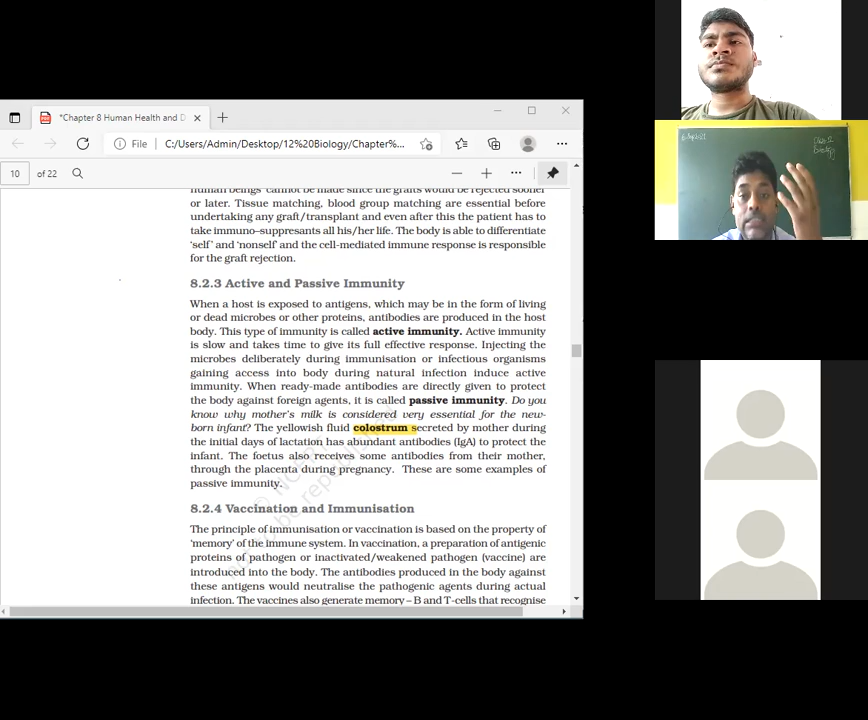 *Chapter 8 Human Health and D
File
C:/Users/Admin/Desktop/12%20Biology/Chapter%...
10 of 22
human beings cannot be made since the grafts would be rejected sooner
or later. Tissue matching, blood group matching are essential before
undertaking any graft/transplant and even after this the patient has to
take immuno–suppresants all his/her life. The body is able to differentiate
'self' and 'nonself' and the cell-mediated immune response is responsible
for the graft rejection.
8.2.3 Active and Passive Immunity
When a host is exposed to antigens, which may be in the form of living
or dead microbes or other proteins, antibodies are produced in the host
body. This type of immunity is called active immunity. Active immunity
is slow and takes time to give its full effective response. Injecting the
microbes deliberately during immunisation or infectious organisms
gaining access into body during natural infection induce active
immunity. When ready-made antibodies are directly given to protect
the body against foreign agents, it is called passive immunity. Do you
know why mother's milk is considered very essential for the new-
born infant? The yellowish fluid colostrum secreted by mother during
the initial days of lactation has abundant antibodies (IgA) to protect the
infant. The foetus also receives some antibodies from their mother,
through the placenta during pregnancy. These are some examples of
passive immunity.
8.2.4 Vaccination and Immunisation
The principle of immunisation or vaccination is based on the property of
'memory' of the immune system. In vaccination, a preparation of antigenic
proteins of pathogen or inactivated/weakened pathogen (vaccine) are
introduced into the body. The antibodies produced in the body against
these antigens would neutralise the pathogenic agents during actual
infection. The vaccines also generate memory – B and T-cells that recognise